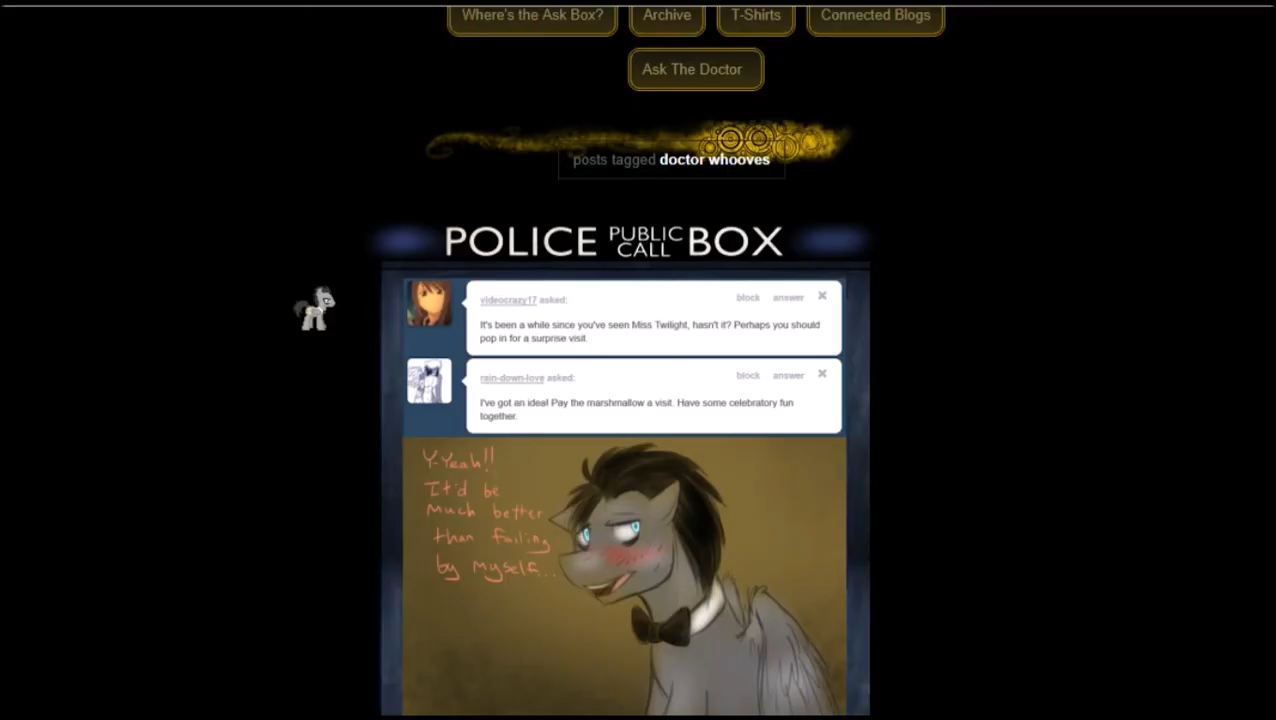 Where's the Ask Box?
Archive
T-Shirts
Connected Blogs
Ask The Doctor
posts tagged doctor whooves
POLICE PUBLIC CALL BOX
videocrazy17 asked:
block answer
It's been a while since you've seen Miss Twilight, hasn't it? Perhaps you should
pop in for a surprise visit.
rain-down-love asked:
block answer
I've got an idea! Pay the marshmallow a visit. Have some celebratory fun
together.
Y-Yeah!!
It'd be
much better
than failing
by myself...